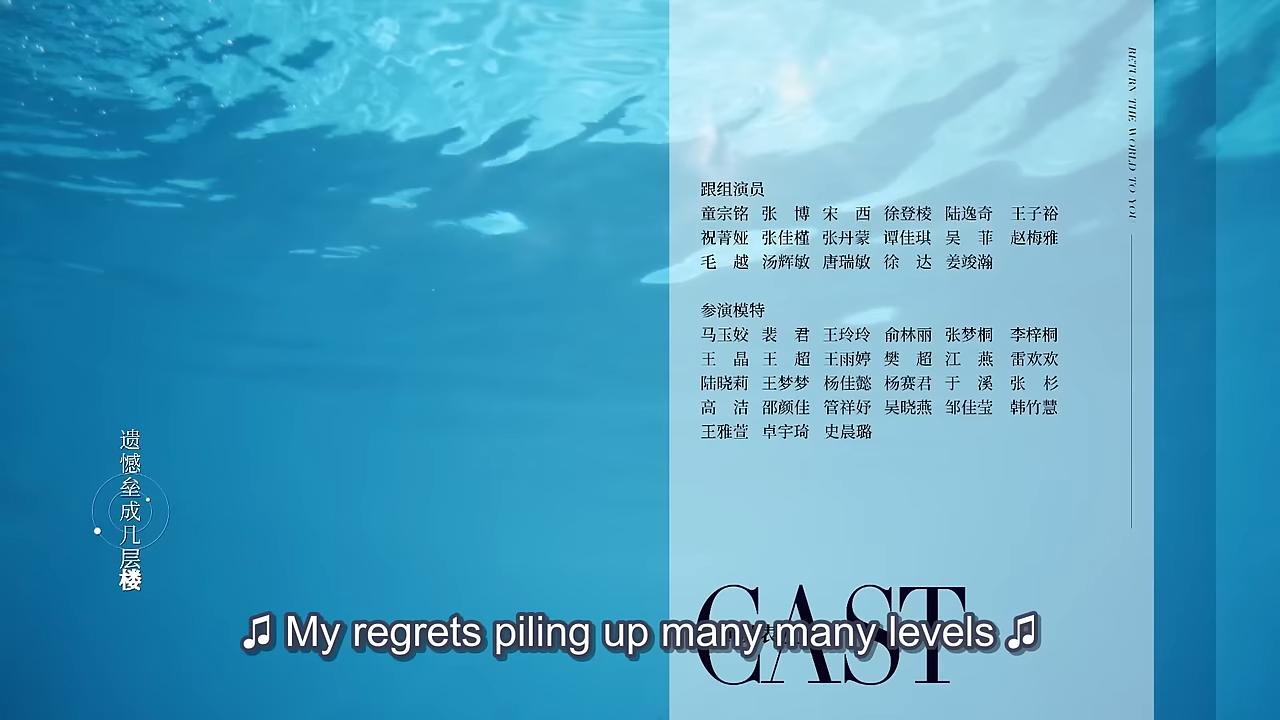 RETURN THE WORLD TO YOU
跟组演员
童宗铭 张 博 宋 西 徐登棱 陆逸奇 王子裕
祝菁娅 张佳槿 张丹蒙 谭佳琪 吴 菲 赵梅雅
毛 越 汤辉敏 唐瑞敏 徐 达 姜竣瀚
参演模特
马玉姣 裴 君 王玲玲 俞林丽 张梦桐 李梓桐
王 晶 王 超 王雨婷 樊 超 江 燕 雷欢欢
陆晓莉 王梦梦 杨佳懿 杨赛君 于 溪 张 杉
高 洁 邵颜佳 管祥妤 吴晓燕 邹佳莹 韩竹慧
王雅萱 卓宇琦 史晨璐
遗憾垒成几层楼
CAST
♫ My regrets piling up many many levels ♫